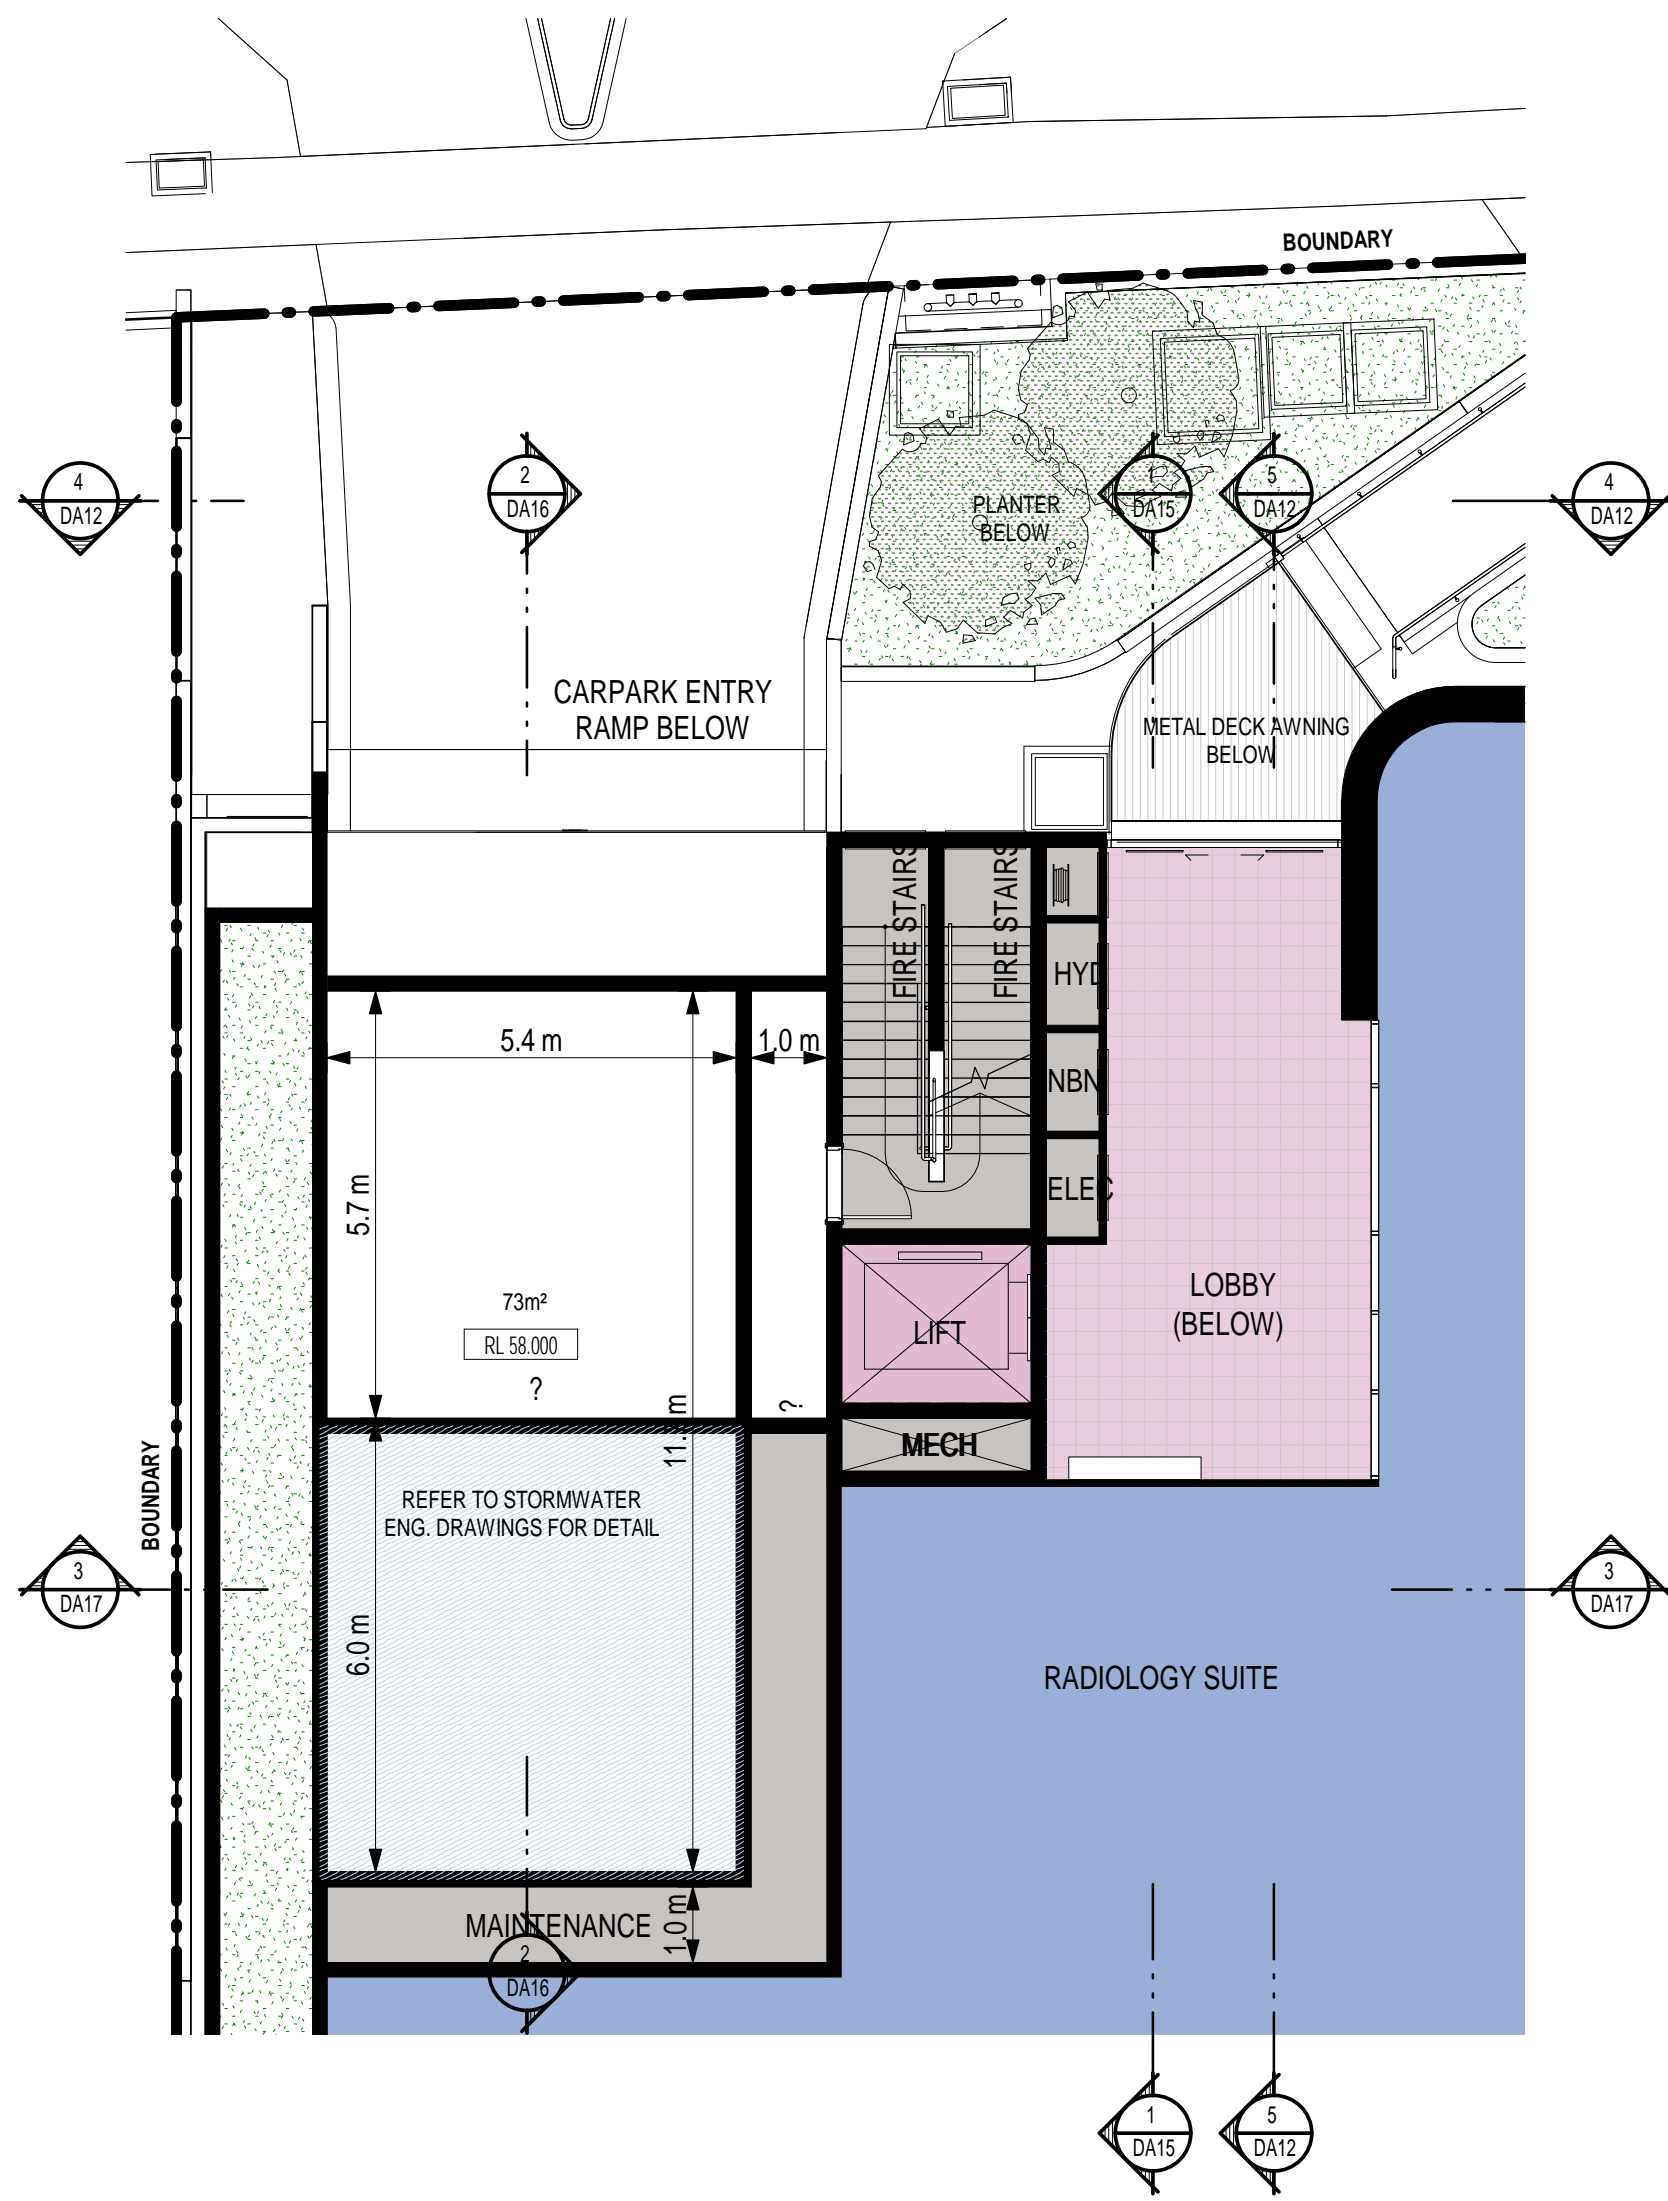 BOUNDARY
4
DA12
2
DA16
1
DA15
5
DA12
4
DA12
PLANTER
BELOW
CARPARK ENTRY
RAMP BELOW
METAL DECK AWNING
BELOW
FIRE STAIRS
FIRE STAIRS
HYD
5.4 m
1.0 m
NBN
5.7 m
ELEC
LOBBY
(BELOW)
73m²
RL 58.000
?
LIFT
?
MECH
BOUNDARY
REFER TO STORMWATER
ENG. DRAWINGS FOR DETAIL
3
DA17
3
DA17
6.0 m
RADIOLOGY SUITE
MAINTENANCE
1.0 m
2
DA16
1
DA15
5
DA12